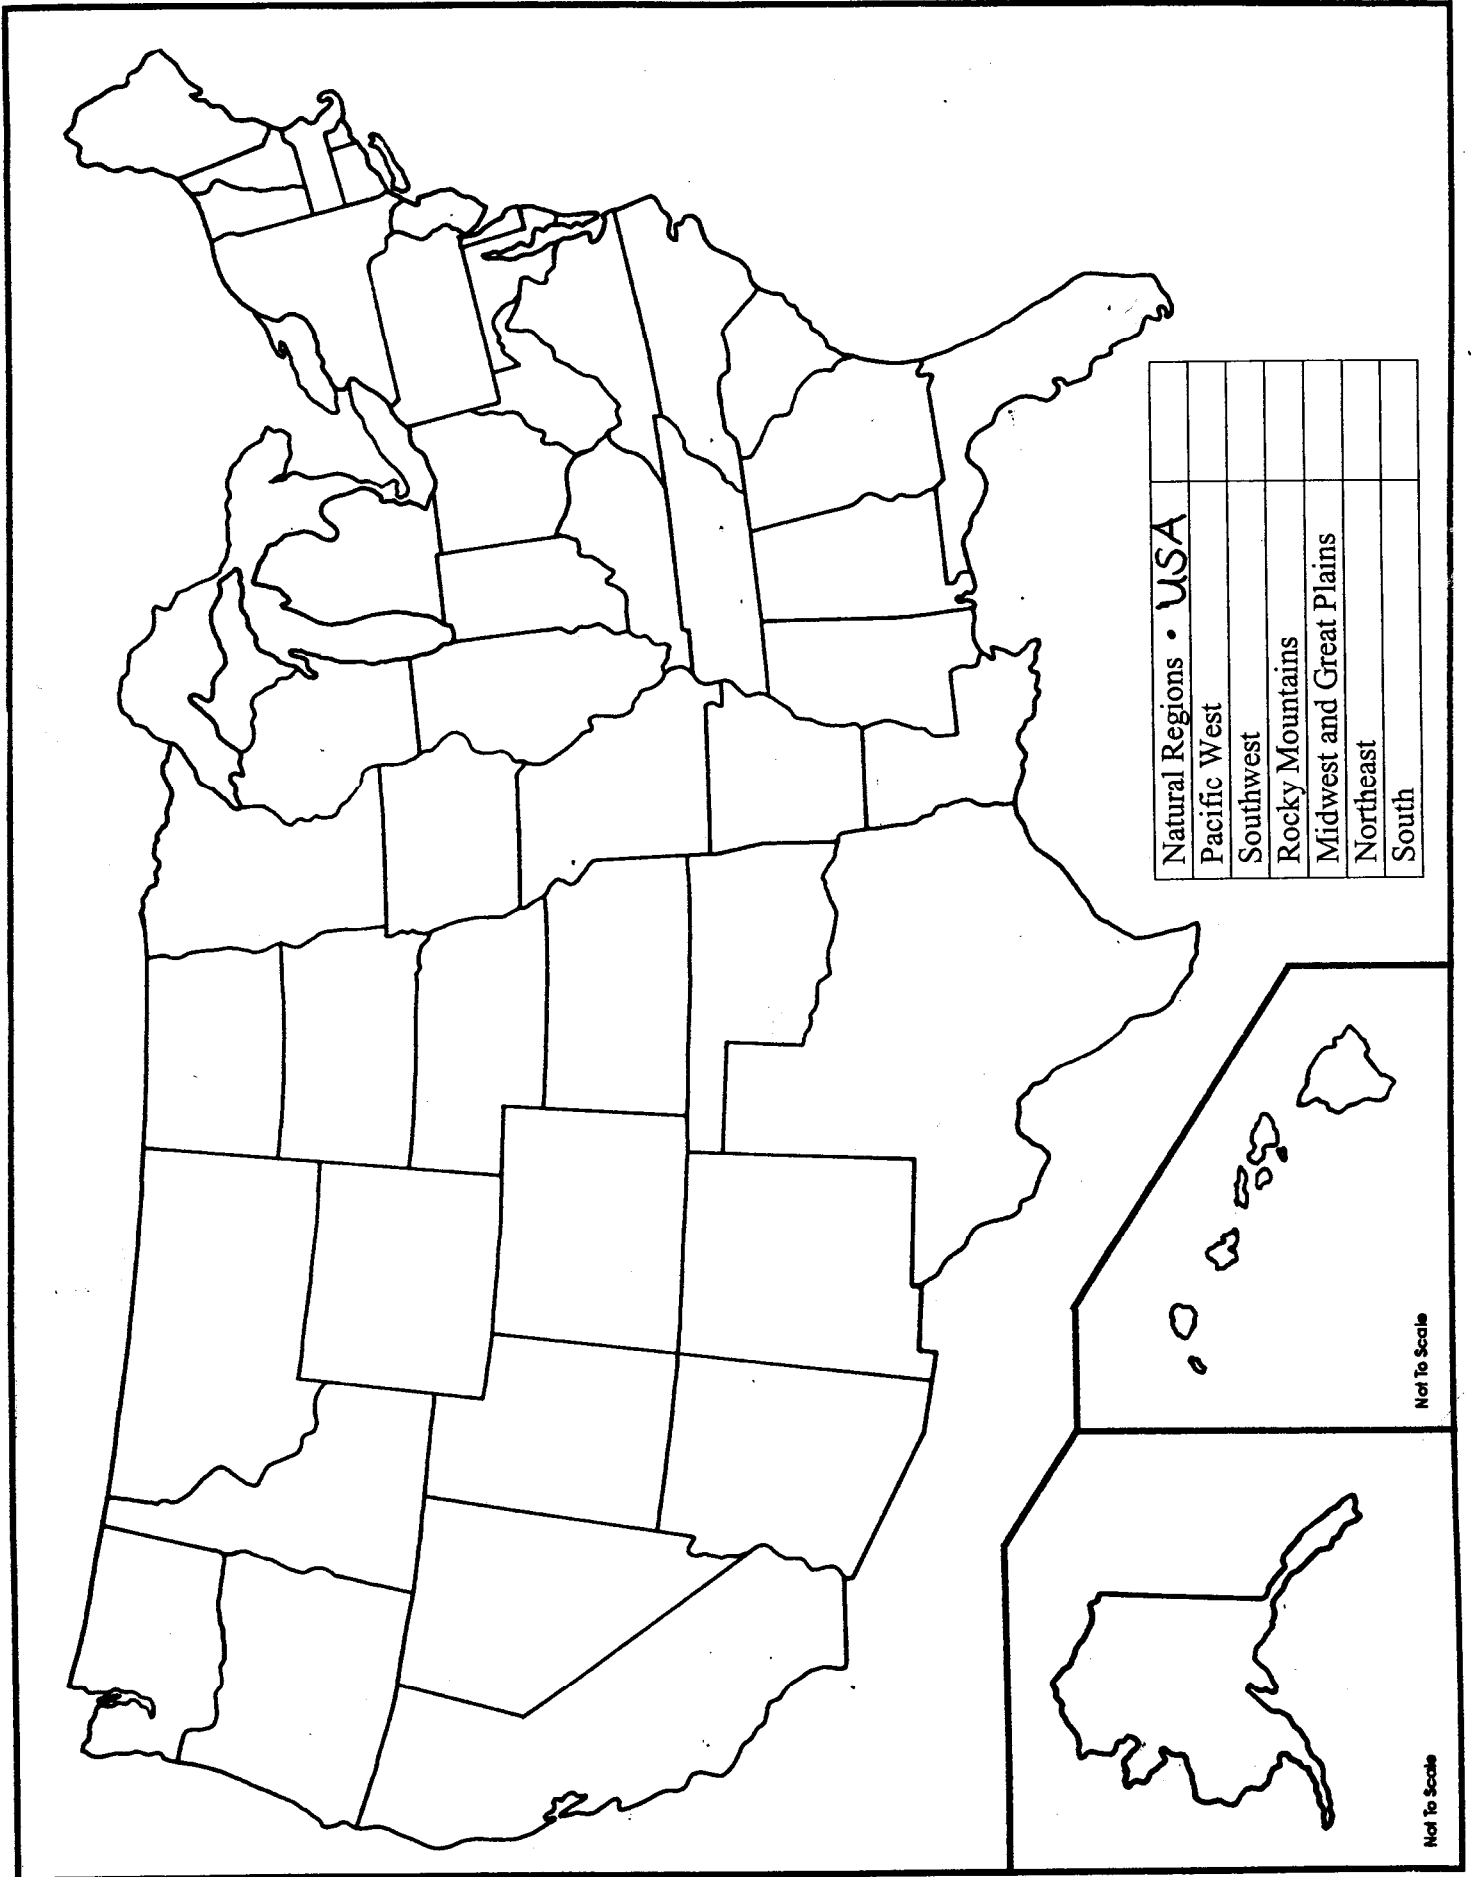 Natural Regions • USA
Pacific West
Southwest
Rocky Mountains
Midwest and Great Plains
Northeast
South
Not To Scale
Not To Scale